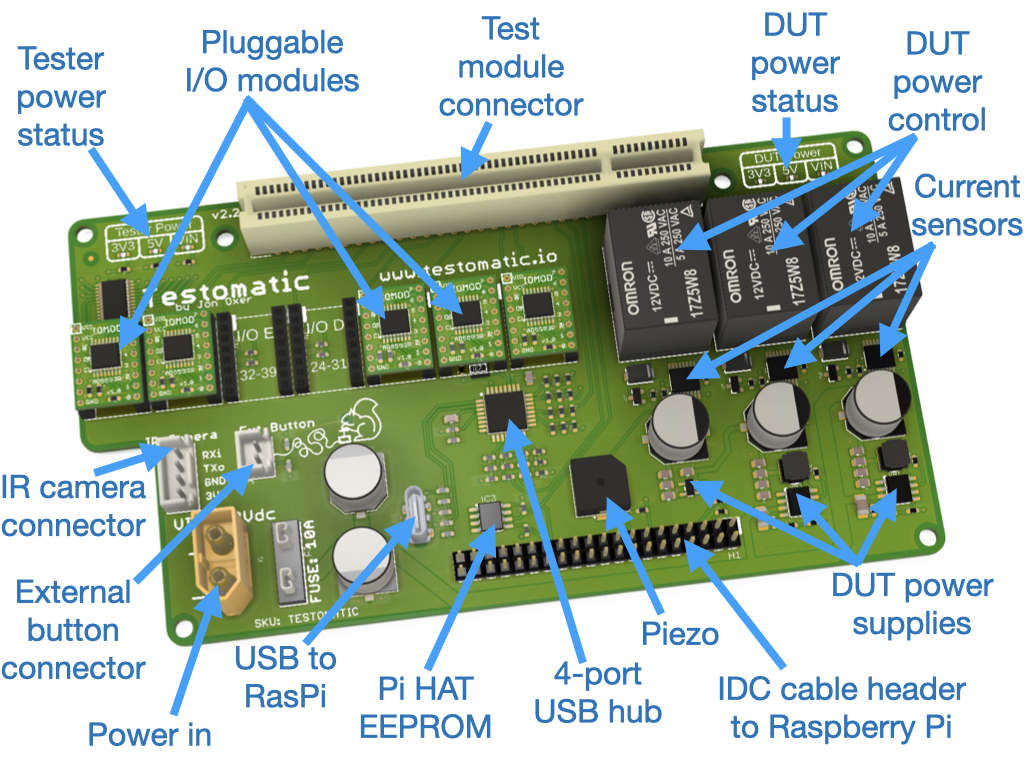 Tester
power
status
Pluggable
I/O modules
Test
module
connector
DUT
power
status
DUT
power
control
Current
sensors
v2.2
Tester Power
3V3 5V VIN
DUT Power
3V3 5V VIN
Testomatic
by Jon Oxer
www.testomatic.io
OMRON
12VDC
10 A 250 VAC
5 A 250 VAC
17Z5W8
OMRON
12VDC
10 A 250 VAC
17Z5W8
OMRON
12VDC
10 A 250 VAC
5 A 250 VAC
17Z5W8
IOMOD
IOMOD
I/O E
32-39
I/O D
24-31
IOMOD
IOMOD
IOMOD
IR Camera
RXi
TXo
GND
Ext Button
IC3
FUSE: 10A
H1
SKU: TESTOMATIC
IR camera
connector
External
button
connector
Power in
USB to
RasPi
Pi HAT
EEPROM
4-port
USB hub
Piezo
IDC cable header
to Raspberry Pi
DUT power
supplies